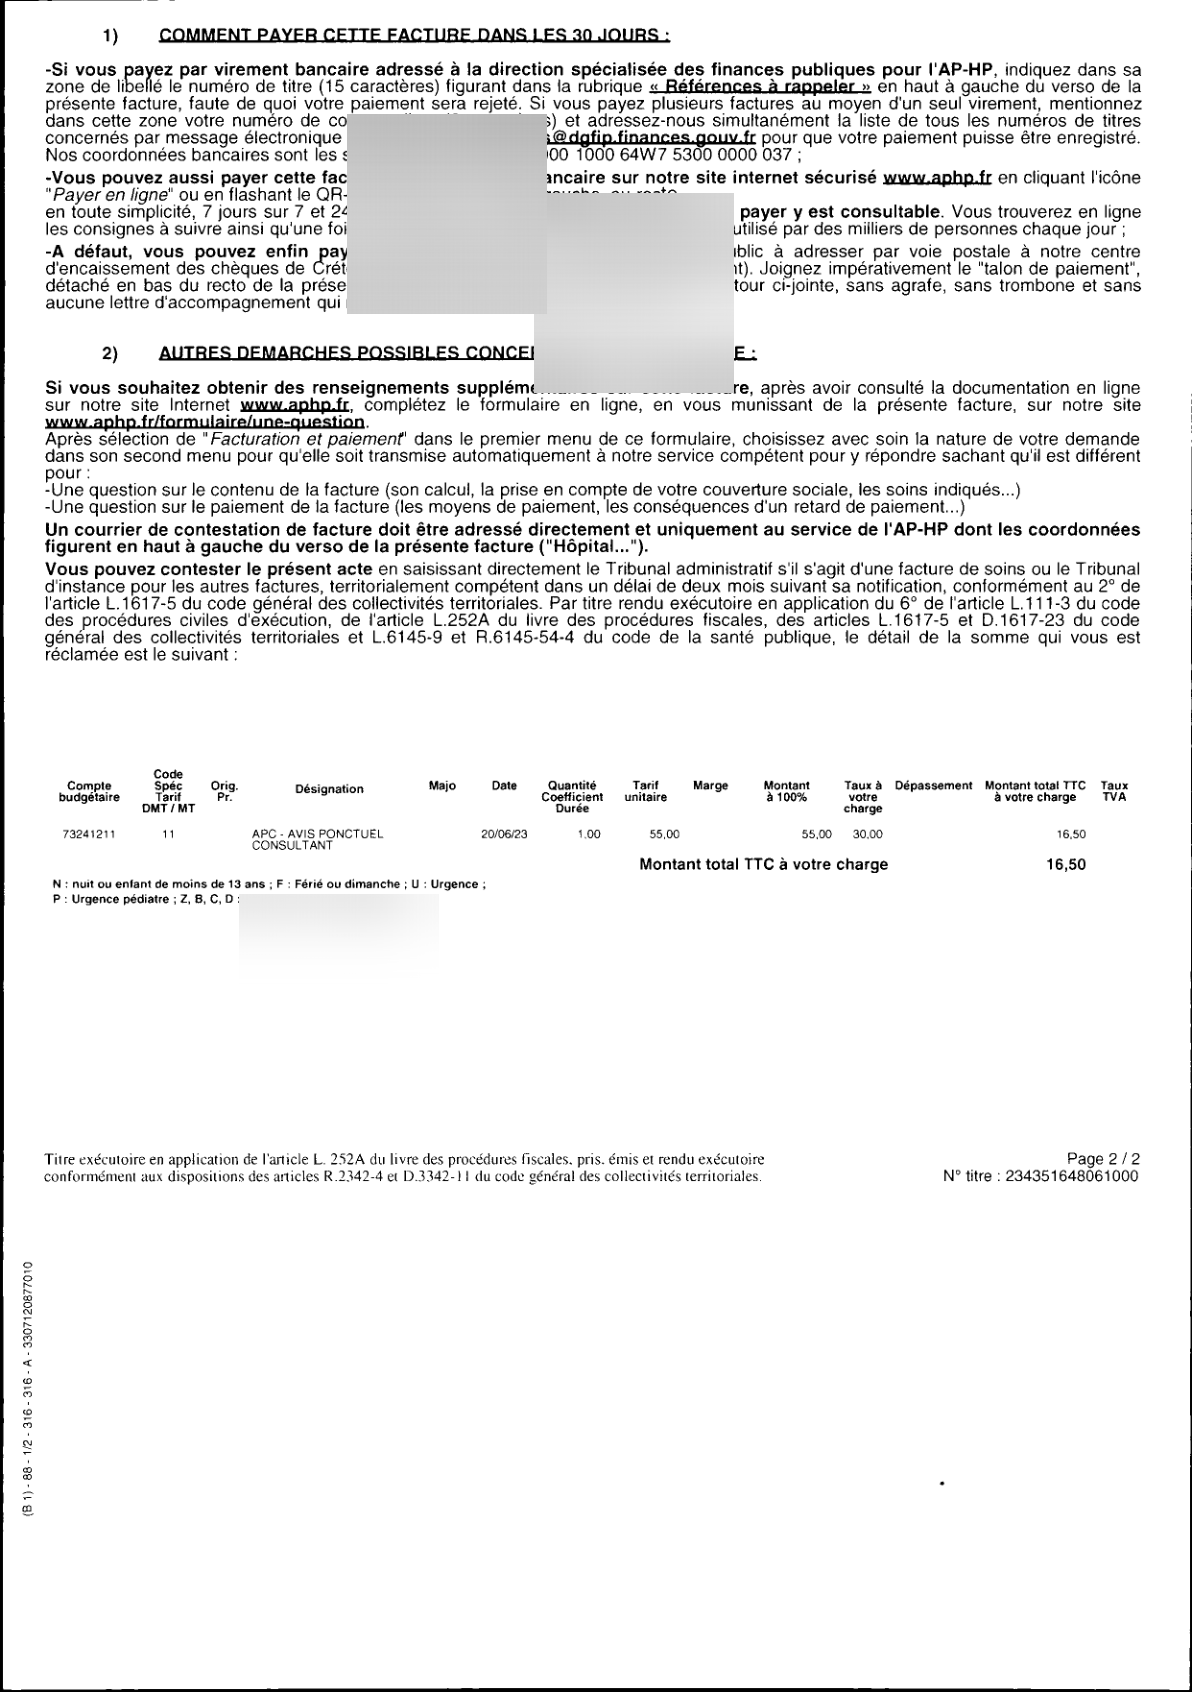 1) COMMENT PAYER CETTE FACTURE DANS LES 30 JOURS :
-Si vous payez par virement bancaire adressé à la direction spécialisée des finances publiques pour l'AP-HP, indiquez dans sa
zone de libellé le numéro de titre (15 caractères) figurant dans la rubrique « Références à rappeler » en haut à gauche du verso de la
présente facture, faute de quoi votre paiement sera rejeté. Si vous payez plusieurs factures au moyen d'un seul virement, mentionnez
dans cette zone votre numéro de co s) et adressez-nous simultanément la liste de tous les numéros de titres
concernés par message électronique s@dgfip.finances.gouv.fr pour que votre paiement puisse être enregistré.
Nos coordonnées bancaires sont les s 000 1000 64W7 5300 0000 037 ;
-Vous pouvez aussi payer cette fac ancaire sur notre site internet sécurisé www.aphp.fr en cliquant l'icône
"Payer en ligne" ou en flashant le QR-
en toute simplicité, 7 jours sur 7 et 24 payer y est consultable. Vous trouverez en ligne
les consignes à suivre ainsi qu'une foi utilisé par des milliers de personnes chaque jour ;
-A défaut, vous pouvez enfin pay blic à adresser par voie postale à notre centre
d'encaissement des chèques de Crét t). Joignez impérativement le "talon de paiement",
détaché en bas du recto de la prése tour ci-jointe, sans agrafe, sans trombone et sans
aucune lettre d'accompagnement qui
2) AUTRES DEMARCHES POSSIBLES CONCE E :
Si vous souhaitez obtenir des renseignements supplémentaires sur cette facture, après avoir consulté la documentation en ligne
sur notre site Internet www.aphp.fr, complétez le formulaire en ligne, en vous munissant de la présente facture, sur notre site
www.aphp.fr/formulaire/une-question.
Après sélection de "Facturation et paiement" dans le premier menu de ce formulaire, choisissez avec soin la nature de votre demande
dans son second menu pour qu'elle soit transmise automatiquement à notre service compétent pour y répondre sachant qu'il est différent
pour :
-Une question sur le contenu de la facture (son calcul, la prise en compte de votre couverture sociale, les soins indiqués...)
-Une question sur le paiement de la facture (les moyens de paiement, les conséquences d'un retard de paiement...)
Un courrier de contestation de facture doit être adressé directement et uniquement au service de l'AP-HP dont les coordonnées
figurent en haut à gauche du verso de la présente facture ("Hôpital...").
Vous pouvez contester le présent acte en saisissant directement le Tribunal administratif s'il s'agit d'une facture de soins ou le Tribunal
d'instance pour les autres factures, territorialement compétent dans un délai de deux mois suivant sa notification, conformément au 2° de
l'article L.1617-5 du code général des collectivités territoriales. Par titre rendu exécutoire en application du 6° de l'article L.111-3 du code
des procédures civiles d'exécution, de l'article L.252A du livre des procédures fiscales, des articles L.1617-5 et D.1617-23 du code
général des collectivités territoriales et L.6145-9 et R.6145-54-4 du code de la santé publique, le détail de la somme qui vous est
réclamée est le suivant :
Compte budgétaire Code Spéc Tarif DMT / MT Orig. Pr. Désignation Majo Date Quantité Coefficient Durée Tarif unitaire Marge Montant à 100% Taux à votre charge Dépassement Montant total TTC à votre charge Taux TVA
73241211 11 APC - AVIS PONCTUEL 20/06/23 1.00 55,00 55,00 30,00 16,50
CONSULTANT
Montant total TTC à votre charge 16,50
N : nuit ou enfant de moins de 13 ans ; F : Férié ou dimanche ; U : Urgence ;
P : Urgence pédiatre ; Z, B, C, D :
Titre exécutoire en application de l'article L. 252A du livre des procédures fiscales, pris, émis et rendu exécutoire
conformément aux dispositions des articles R.2342-4 et D.3342-11 du code général des collectivités territoriales.
Page 2 / 2
N° titre : 234351648061000
(B 1) - 88 - 1/2 - 316 - 316 - A - 3307120877010